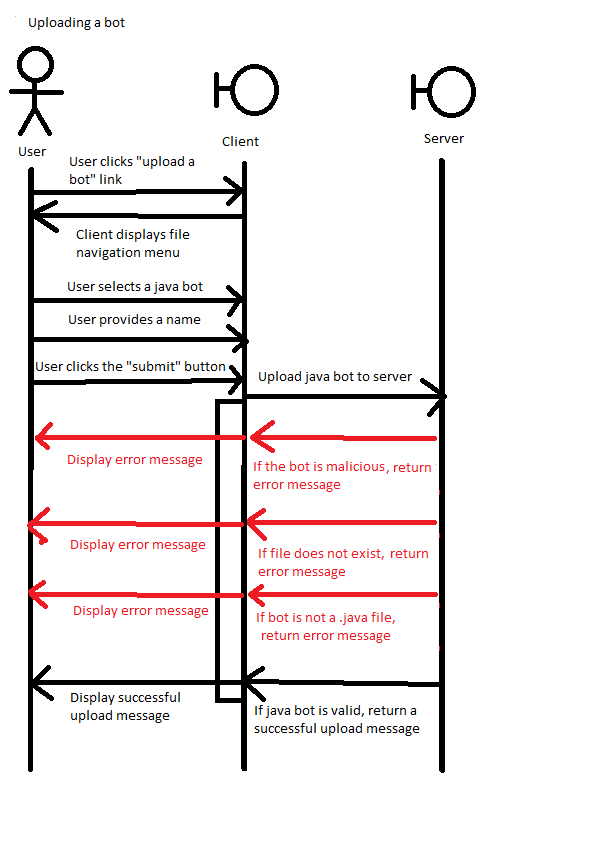 Uploading a bot
User
Client
Server
User clicks "upload a
bot" link
Client displays file
navigation menu
User selects a java bot
User provides a name
User clicks the "submit" button
Upload java bot to server
Display error message
If the bot is malicious, return
error message
Display error message
If file does not exist, return
error message
Display error message
If bot is not a .java file,
return error message
Display successful
upload message
If java bot is valid, return a
successful upload message